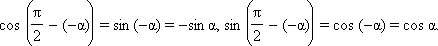 cos (π/2 − (−α)) = sin (−α) = −sin α, sin (π/2 − (−α)) = cos (−α) = cos α.